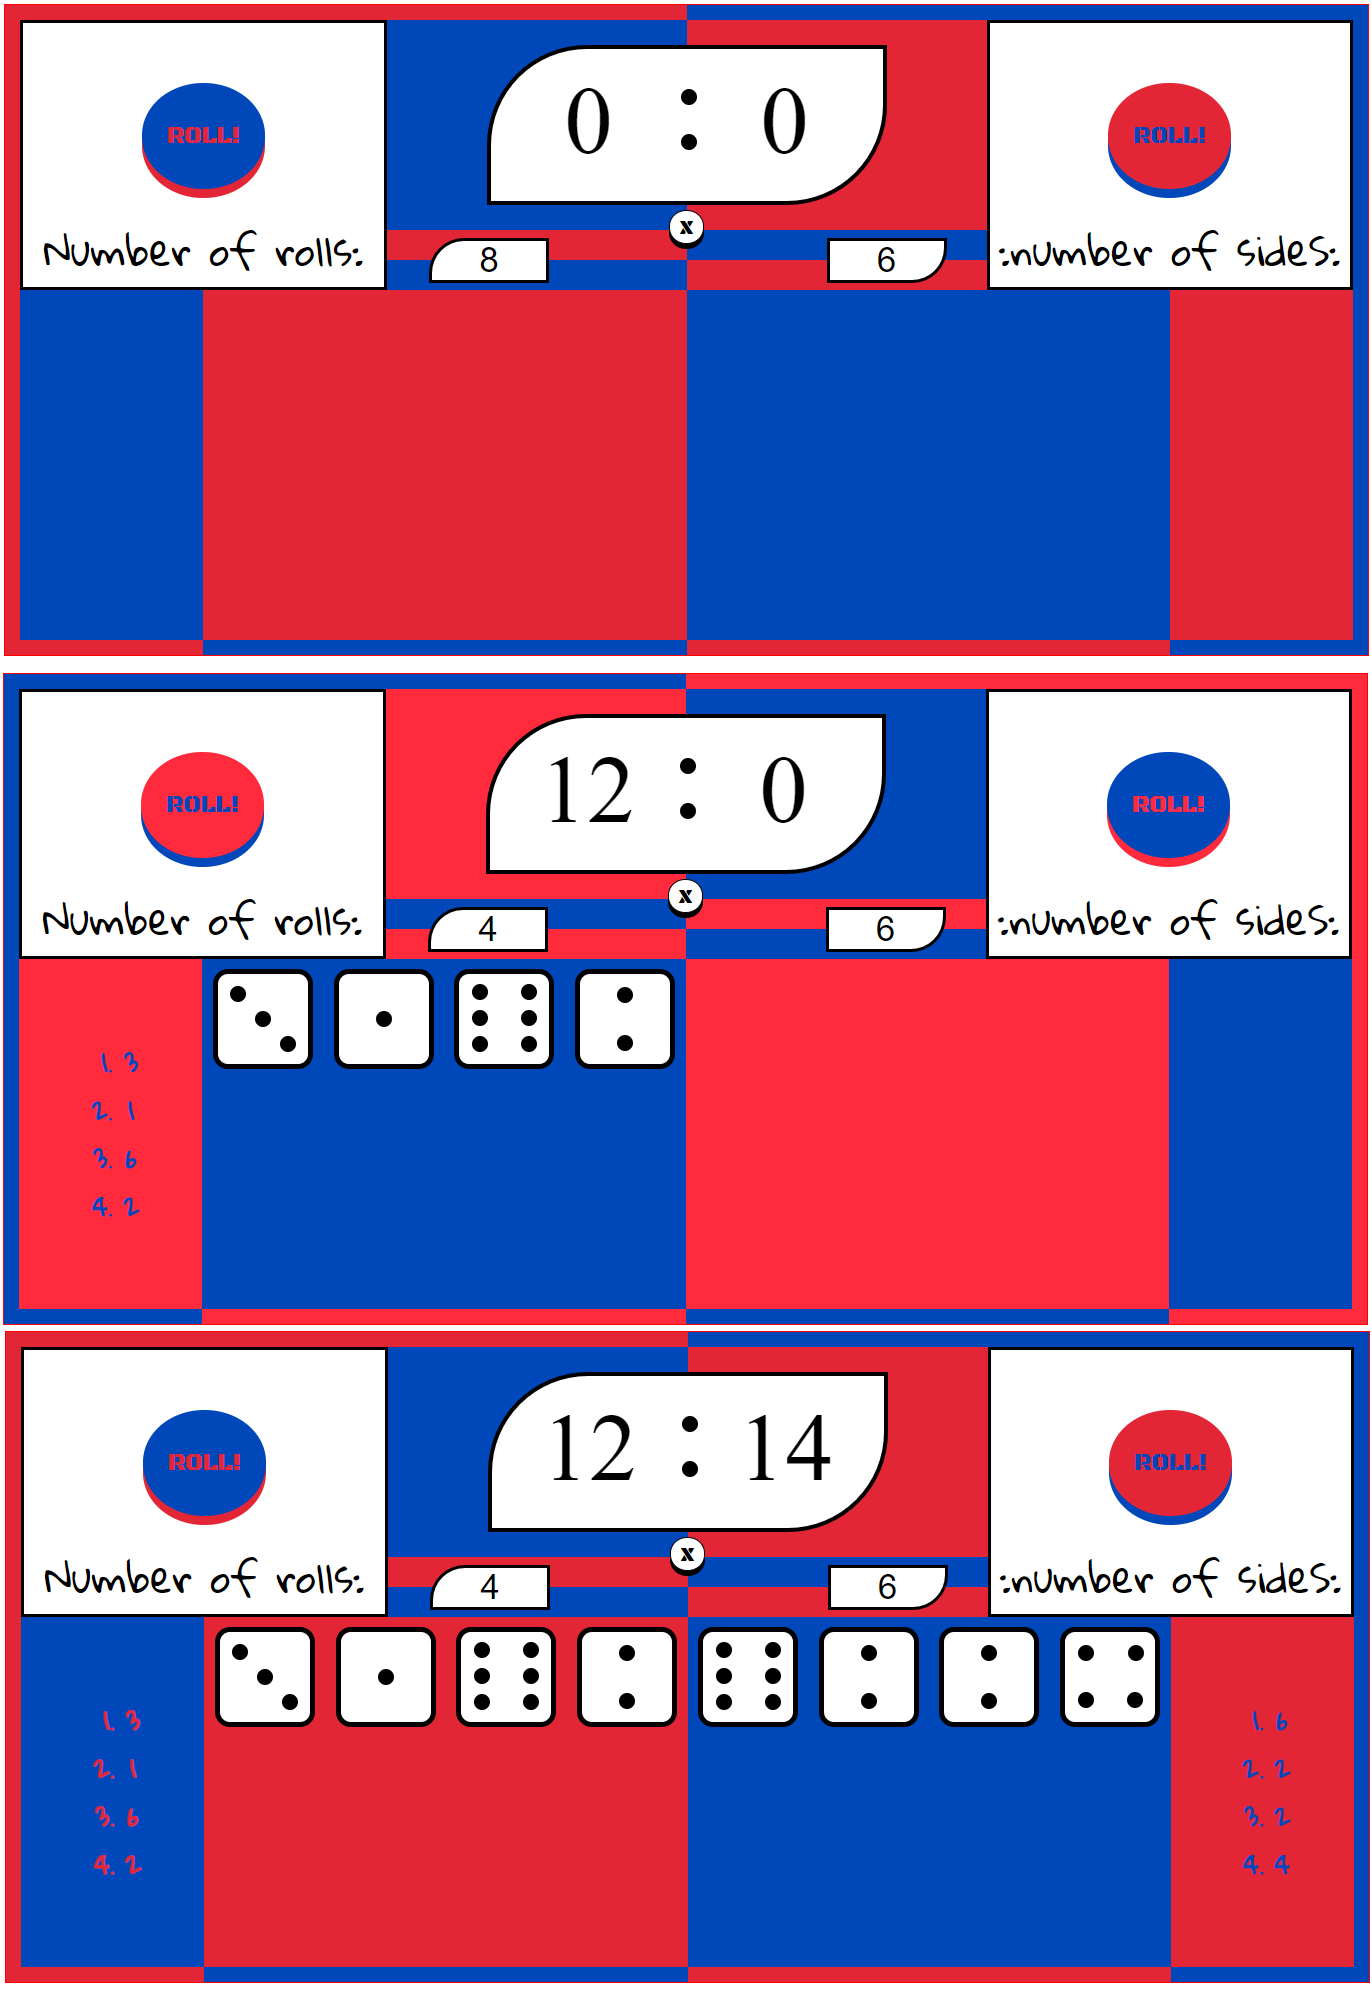 0 : 0
ROLL!
ROLL!
x
Number of rolls:
8
6
:number of sides:
12 : 0
ROLL!
ROLL!
x
Number of rolls:
4
6
:number of sides:
1. 3
2. 1
3. 6
4. 2
12 : 14
ROLL!
ROLL!
x
Number of rolls:
4
6
:number of sides:
1. 3
2. 1
3. 6
4. 2
1. 6
2. 2
3. 2
4. 4